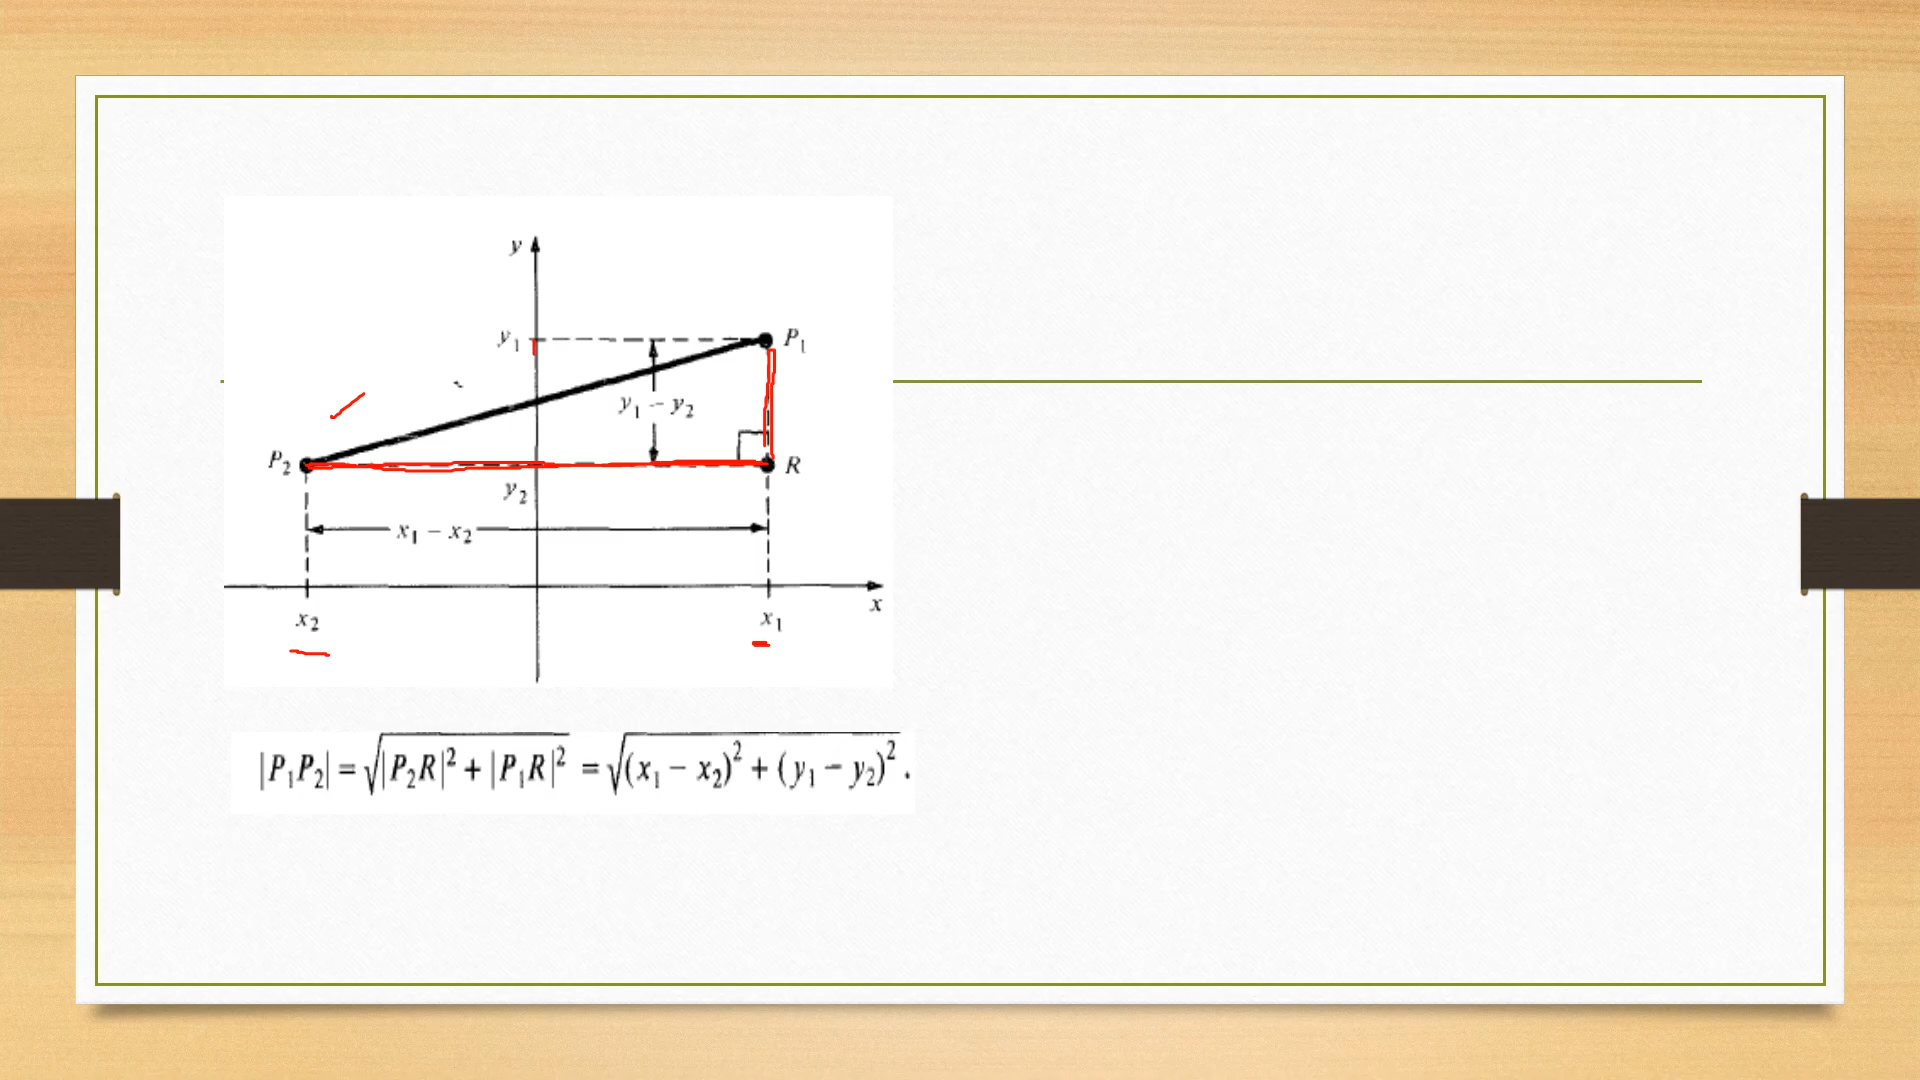 y
y₁
P₁
y₁ − y₂
P₂
R
y₂
x₁ − x₂
x
x₂
x₁
|P₁P₂| = √(|P₂R|² + |P₁R|²) = √((x₁ − x₂)² + (y₁ − y₂)²) .